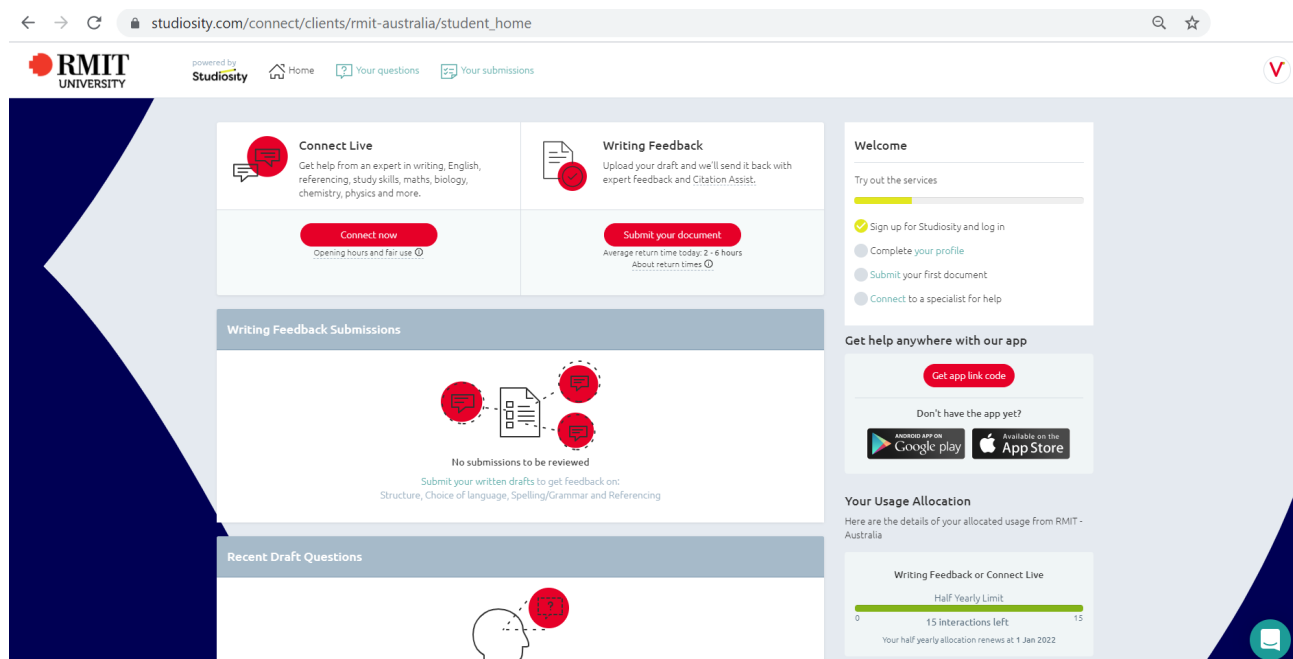 studiosity.com/connect/clients/rmit-australia/student_home
RMIT
UNIVERSITY
powered by
Studiosity
Home
Your questions
Your submissions
V
Connect Live
Get help from an expert in writing, English,
referencing, study skills, maths, biology,
chemistry, physics and more.
Connect now
Opening hours and fair use
Writing Feedback
Upload your draft and we'll send it back with
expert feedback and Citation Assist.
Submit your document
Average return time today: 2 - 6 hours
About return times
Writing Feedback Submissions
No submissions to be reviewed
Submit your written drafts to get feedback on:
Structure, Choice of language, Spelling/Grammar and Referencing
Recent Draft Questions
?
Welcome
Try out the services
Sign up for Studiosity and log in
Complete your profile
Submit your first document
Connect to a specialist for help
Get help anywhere with our app
Get app link code
Don't have the app yet?
ANDROID APP ON
Google play
Available on the
App Store
Your Usage Allocation
Here are the details of your allocated usage from RMIT -
Australia
Writing Feedback or Connect Live
Half Yearly Limit
0 15 interactions left 15
Your half yearly allocation renews at 1 Jan 2022